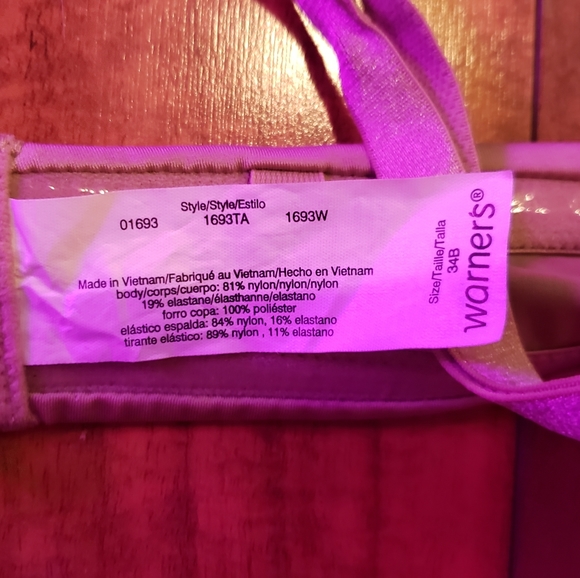 Style/Style/Estilo
01693 1693TA 1693W
Made in Vietnam/Fabriqué au Vietnam/Hecho en Vietnam
body/corps/cuerpo: 81% nylon/nylon/nylon
19% elastane/élasthanne/elastano
forro copa: 100% poliéster
elástico espalda: 84% nylon, 16% elastano
tirante elástico: 89% nylon , 11% elastano
Size/Taille/Talla
34B
warner's®